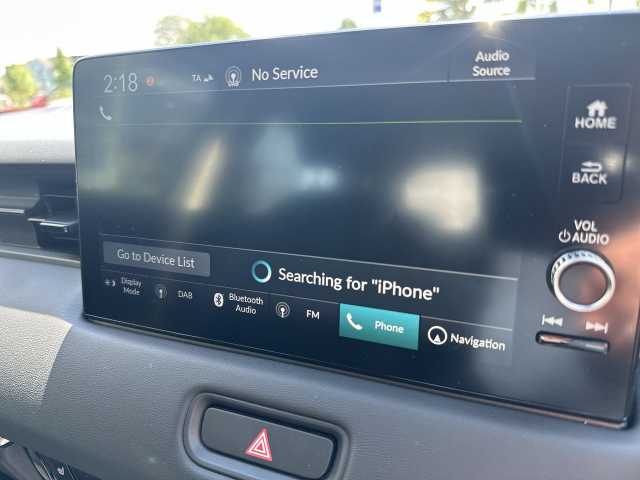 2:18
TA
DAB
No Service
Audio
Source
HOME
BACK
VOL
AUDIO
Go to Device List
Searching for "iPhone"
Display
Mode
DAB
Bluetooth
Audio
FM
Phone
Navigation